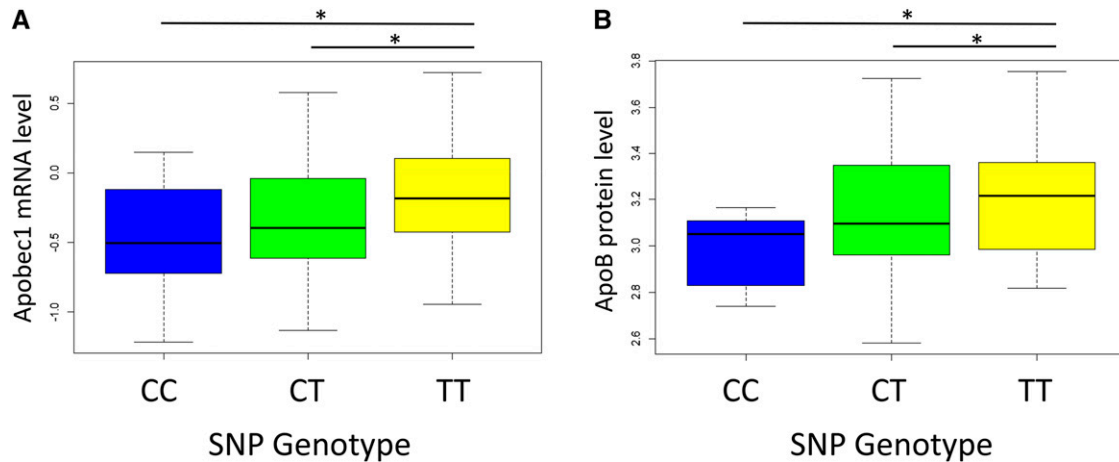 A
*
*
Apobec1 mRNA level
0.5
0.0
-0.5
-1.0
CC CT TT
SNP Genotype
B
*
*
ApoB protein level
3.8
3.6
3.4
3.2
3.0
2.8
2.6
CC CT TT
SNP Genotype